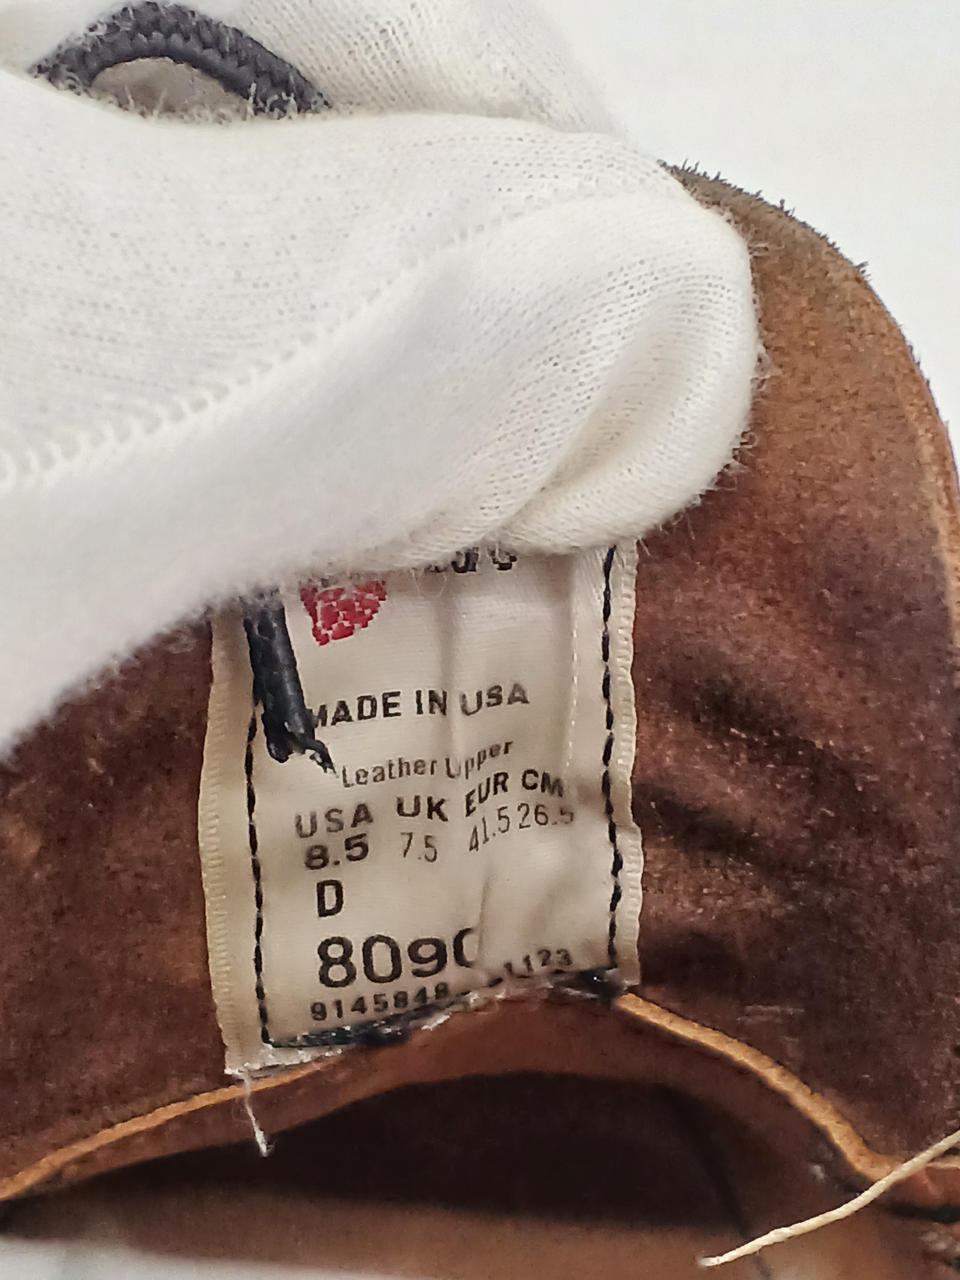 MADE IN USA
Leather Upper
USA UK EUR CM
8.5 7.5 41.5 26.5
D
8090
9145848 1123